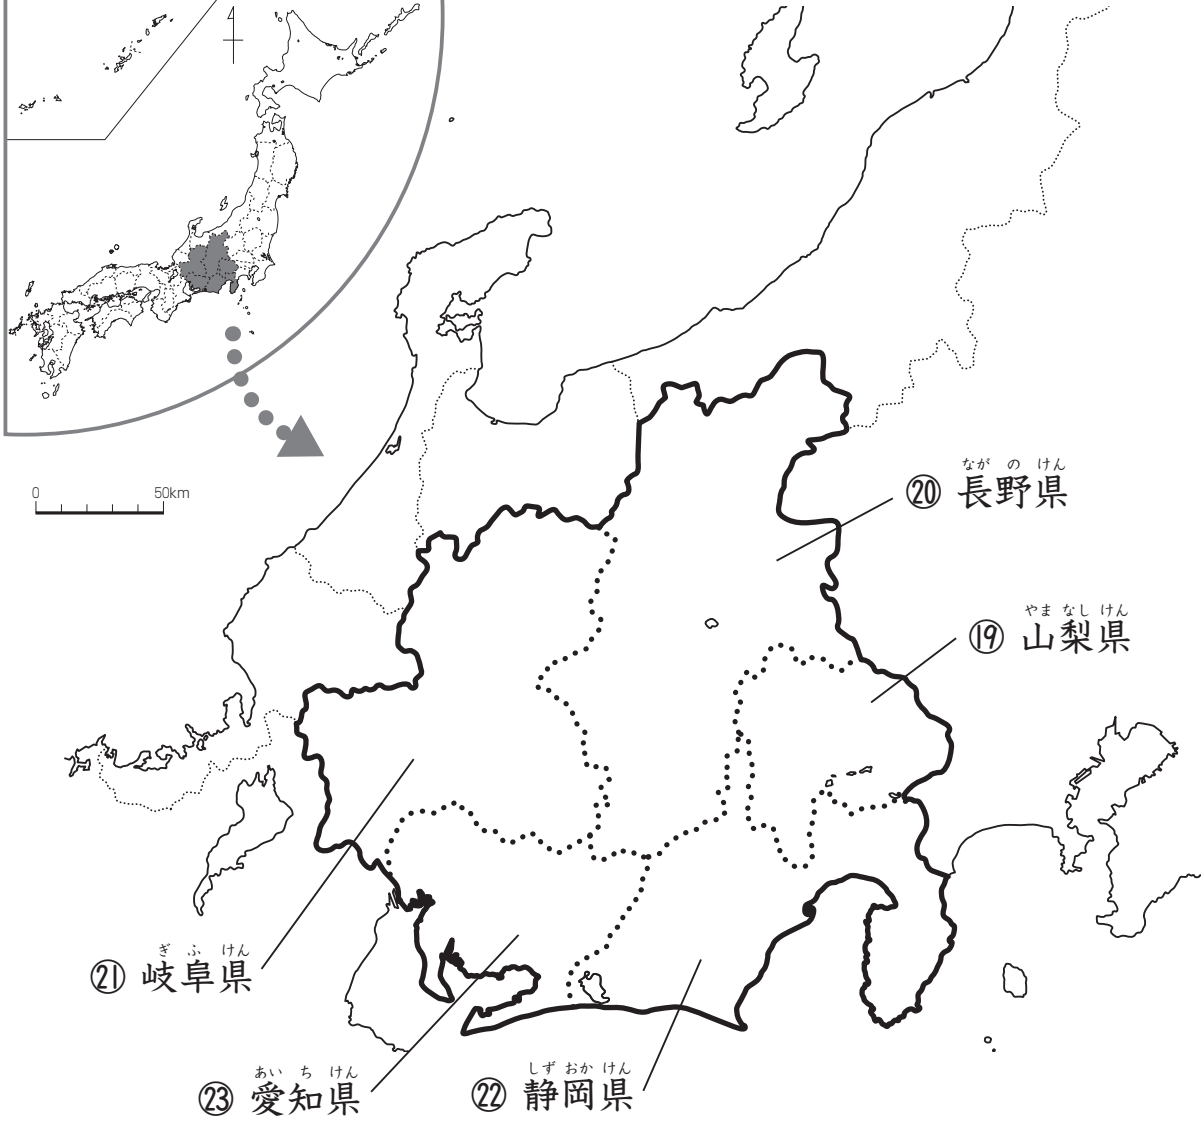 0 50km
なが の けん
⑳ 長野県
やま なし けん
⑲ 山梨県
ぎ ふ けん
㉑ 岐阜県
しず おか けん
㉒ 静岡県
あい ち けん
㉓ 愛知県